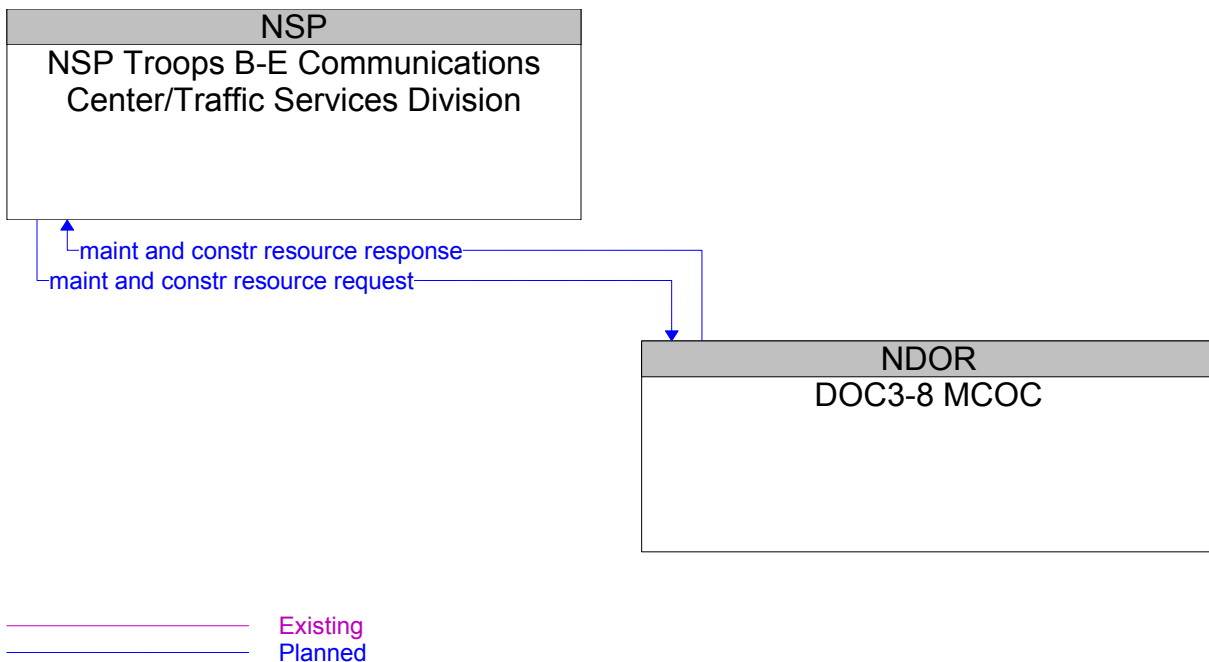 NSP
NSP Troops B-E Communications
Center/Traffic Services Division
maint and constr resource response
maint and constr resource request
NDOR
DOC3-8 MCOC
Existing
Planned